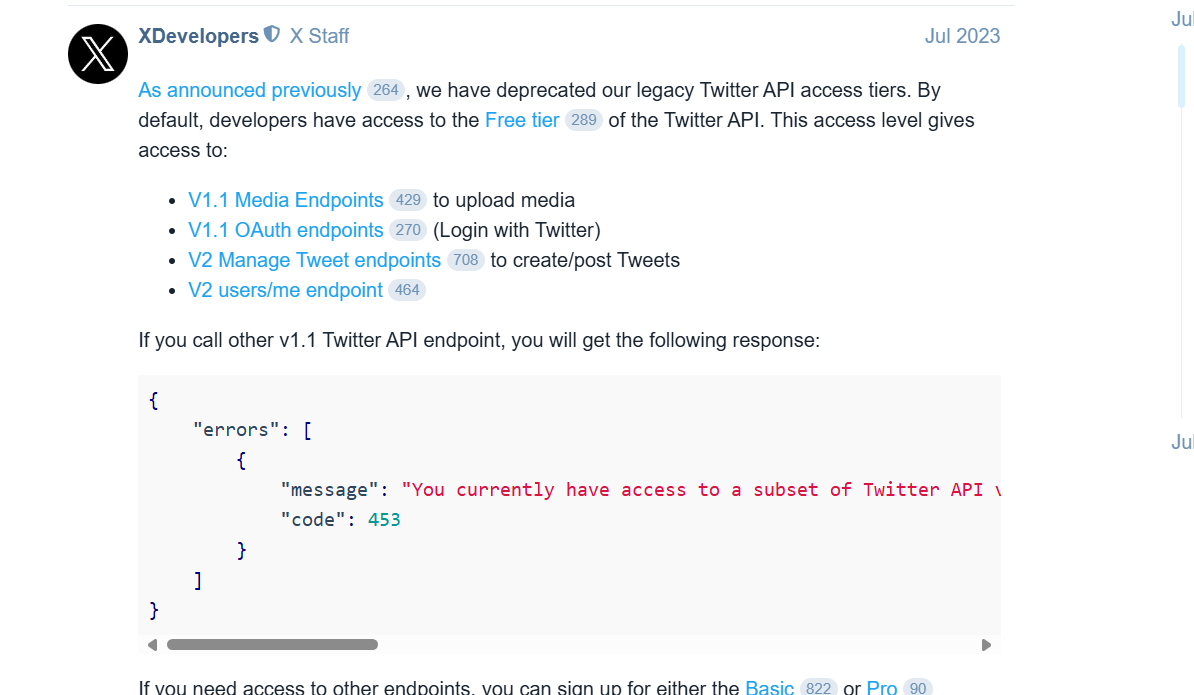 XDevelopers X Staff Jul 2023
Jul
As announced previously 264 , we have deprecated our legacy Twitter API access tiers. By
default, developers have access to the Free tier 289 of the Twitter API. This access level gives
access to:
• V1.1 Media Endpoints 429 to upload media
• V1.1 OAuth endpoints 270 (Login with Twitter)
• V2 Manage Tweet endpoints 708 to create/post Tweets
• V2 users/me endpoint 464
If you call other v1.1 Twitter API endpoint, you will get the following response:
{
"errors": [
{
"message": "You currently have access to a subset of Twitter API v
"code": 453
}
]
}
Jul
If you need access to other endpoints, you can sign up for either the Basic 822 or Pro 90